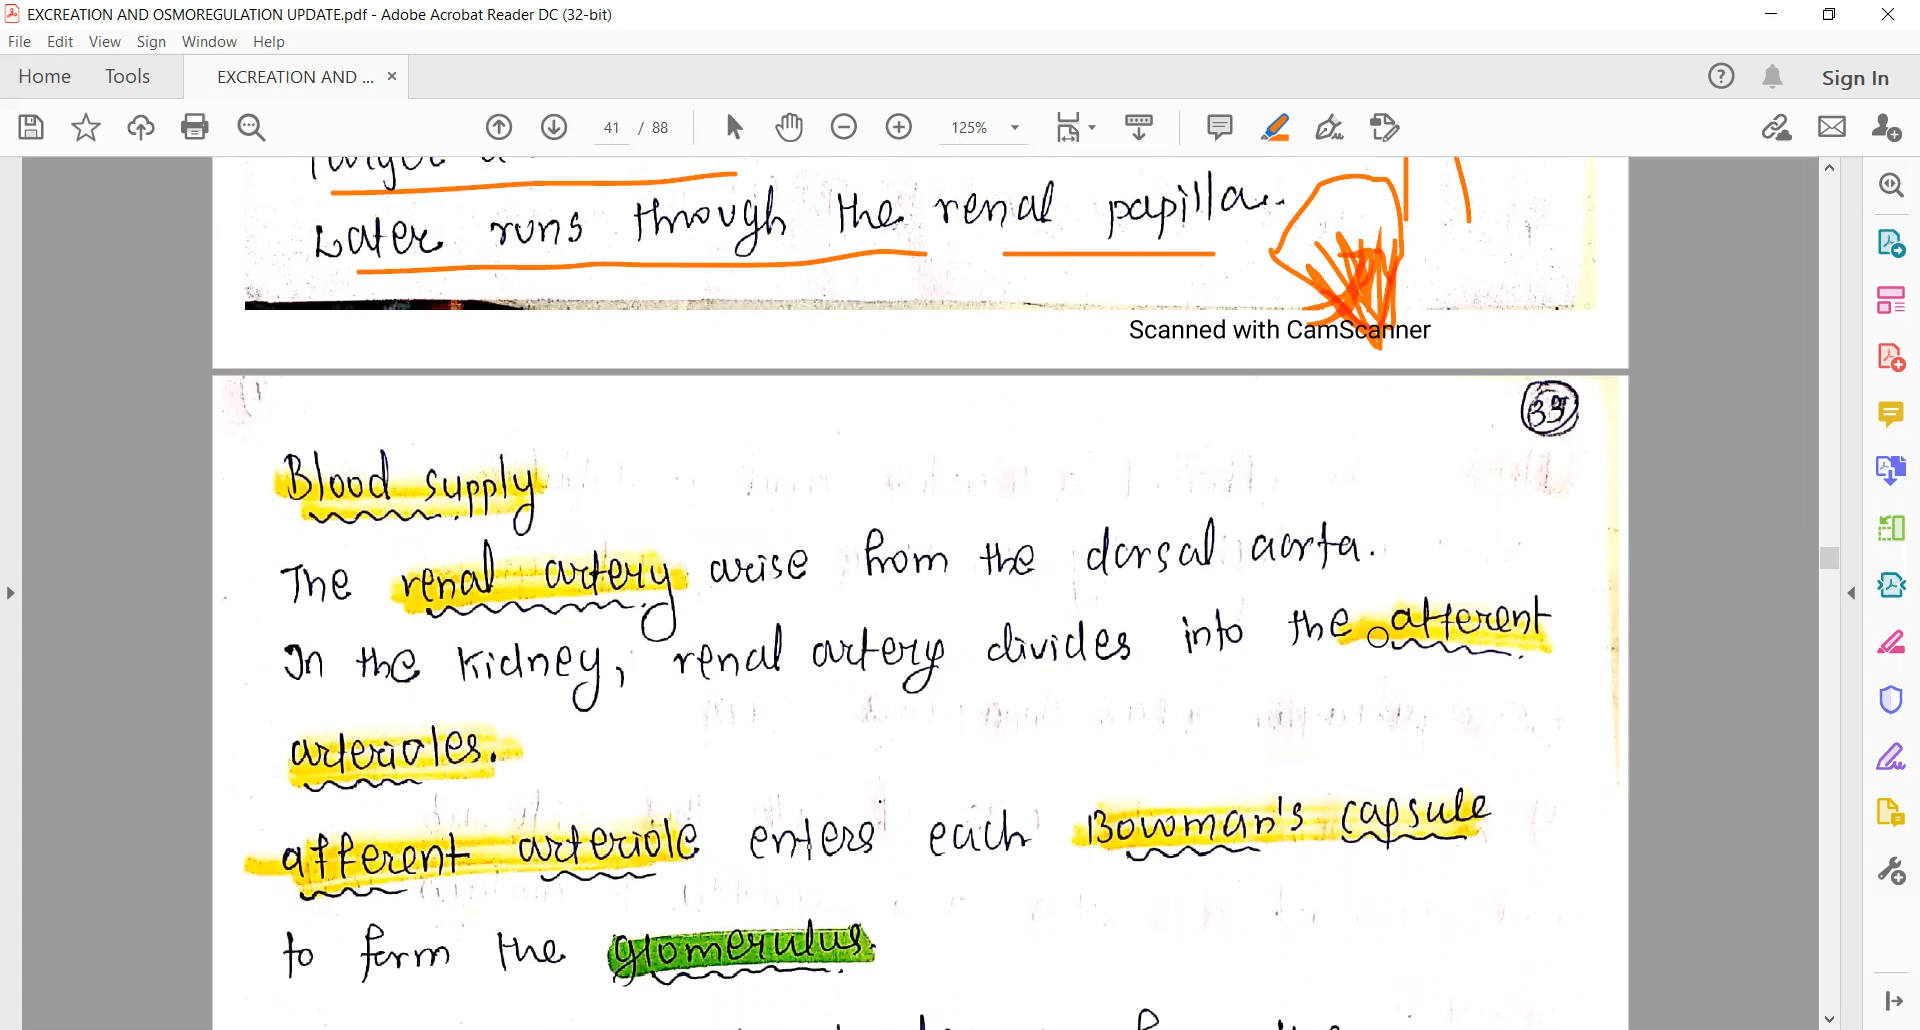 EXCREATION AND OSMOREGULATION UPDATE.pdf - Adobe Acrobat Reader DC (32-bit)
File Edit View Sign Window Help
Home Tools EXCREATION AND ... × Sign In
41 / 88 125%
Later runs through the renal papilla.
Scanned with CamScanner
39
Blood supply
The renal artery arise from the dorsal aorta.
In the kidney, renal artery divides into the afferent
arterioles.
afferent arteriole enters each Bowman's capsule
to form the glomerulus.